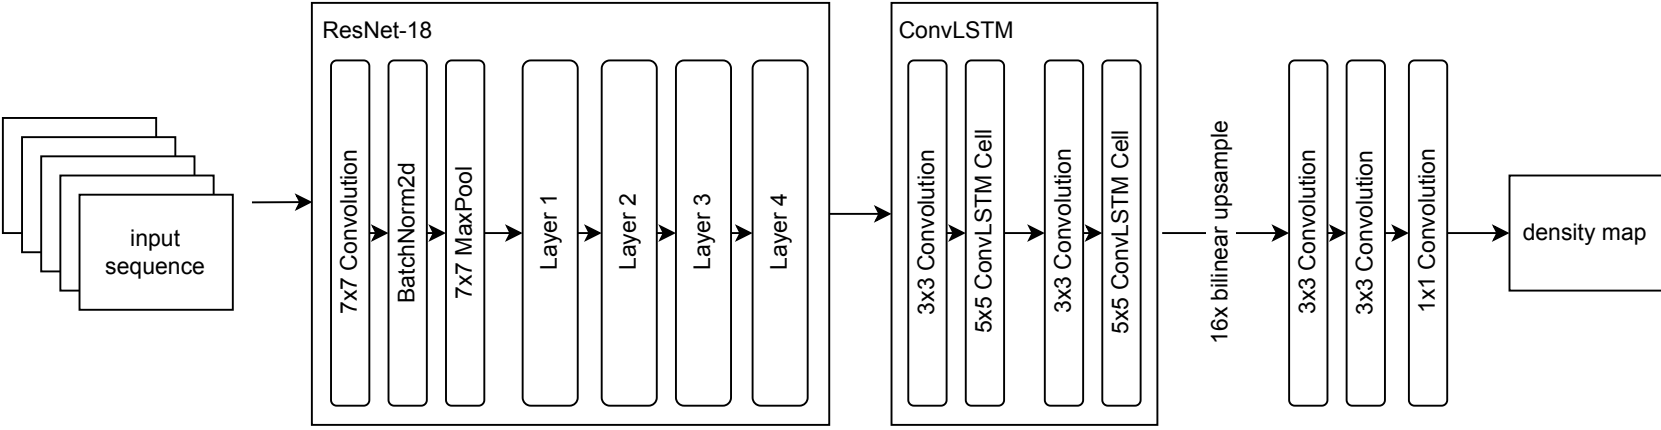 input
sequence
ResNet-18
7x7 Convolution
BatchNorm2d
7x7 MaxPool
Layer 1
Layer 2
Layer 3
Layer 4
ConvLSTM
3x3 Convolution
5x5 ConvLSTM Cell
3x3 Convolution
5x5 ConvLSTM Cell
16x bilinear upsample
3x3 Convolution
3x3 Convolution
1x1 Convolution
density map